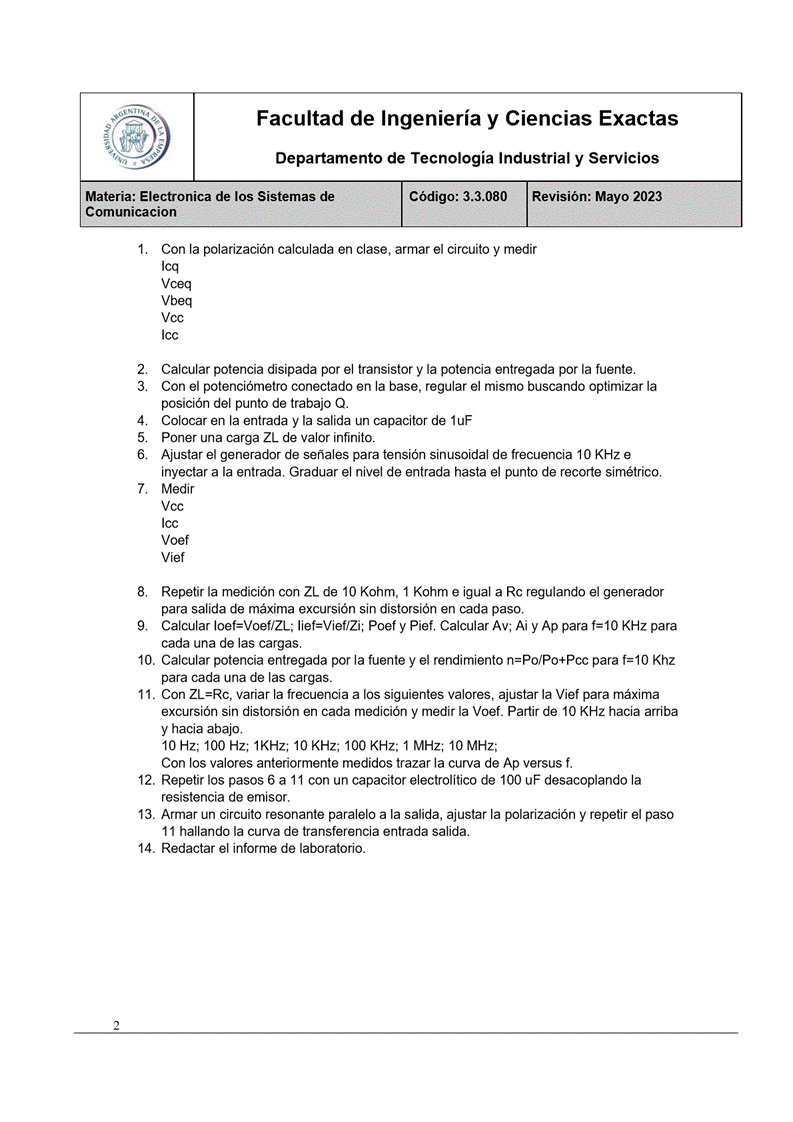 UNIVERSIDAD ARGENTINA DE LA EMPRESA
Facultad de Ingeniería y Ciencias Exactas
Departamento de Tecnología Industrial y Servicios
Materia: Electronica de los Sistemas de
Comunicacion
Código: 3.3.080
Revisión: Mayo 2023
1. Con la polarización calculada en clase, armar el circuito y medir
Icq
Vceq
Vbeq
Vcc
Icc
2. Calcular potencia disipada por el transistor y la potencia entregada por la fuente.
3. Con el potenciómetro conectado en la base, regular el mismo buscando optimizar la
posición del punto de trabajo Q.
4. Colocar en la entrada y la salida un capacitor de 1uF
5. Poner una carga ZL de valor infinito.
6. Ajustar el generador de señales para tensión sinusoidal de frecuencia 10 KHz e
inyectar a la entrada. Graduar el nivel de entrada hasta el punto de recorte simétrico.
7. Medir
Vcc
Icc
Voef
Vief
8. Repetir la medición con ZL de 10 Kohm, 1 Kohm e igual a Rc regulando el generador
para salida de máxima excursión sin distorsión en cada paso.
9. Calcular Ioef=Voef/ZL; Iief=Vief/Zi; Poef y Pief. Calcular Av; Ai y Ap para f=10 KHz para
cada una de las cargas.
10. Calcular potencia entregada por la fuente y el rendimiento n=Po/Po+Pcc para f=10 Khz
para cada una de las cargas.
11. Con ZL=Rc, variar la frecuencia a los siguientes valores, ajustar la Vief para máxima
excursión sin distorsión en cada medición y medir la Voef. Partir de 10 KHz hacia arriba
y hacia abajo.
10 Hz; 100 Hz; 1KHz; 10 KHz; 100 KHz; 1 MHz; 10 MHz;
Con los valores anteriormente medidos trazar la curva de Ap versus f.
12. Repetir los pasos 6 a 11 con un capacitor electrolítico de 100 uF desacoplando la
resistencia de emisor.
13. Armar un circuito resonante paralelo a la salida, ajustar la polarización y repetir el paso
11 hallando la curva de transferencia entrada salida.
14. Redactar el informe de laboratorio.
2